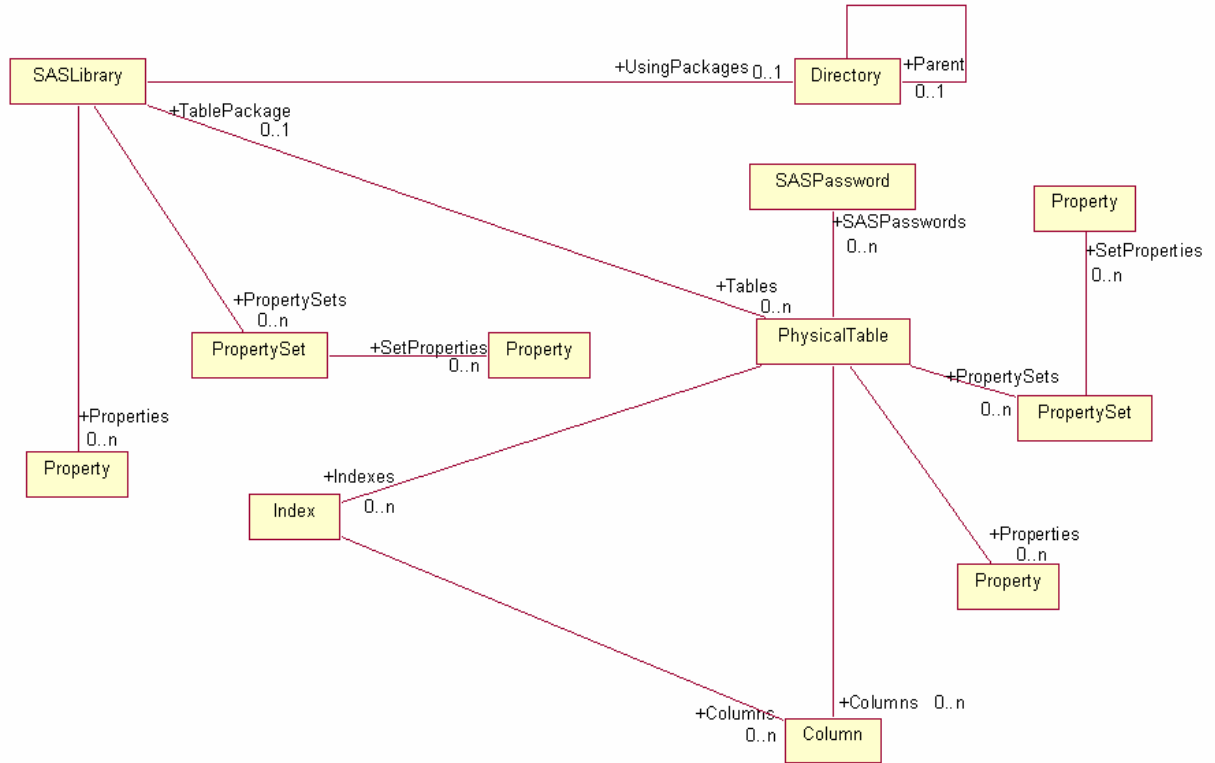 SASLibrary
+UsingPackages
0..1
Directory
+Parent
0..1
+TablePackage
0..1
SASPassword
+SASPasswords
0..n
Property
+SetProperties
0..n
+Tables
0..n
PhysicalTable
+PropertySets
0..n
PropertySet
+SetProperties
0..n
Property
+PropertySets
0..n
PropertySet
+Properties
0..n
Property
+Indexes
0..n
Index
+Properties
0..n
Property
+Columns
0..n
+Columns 0..n
Column